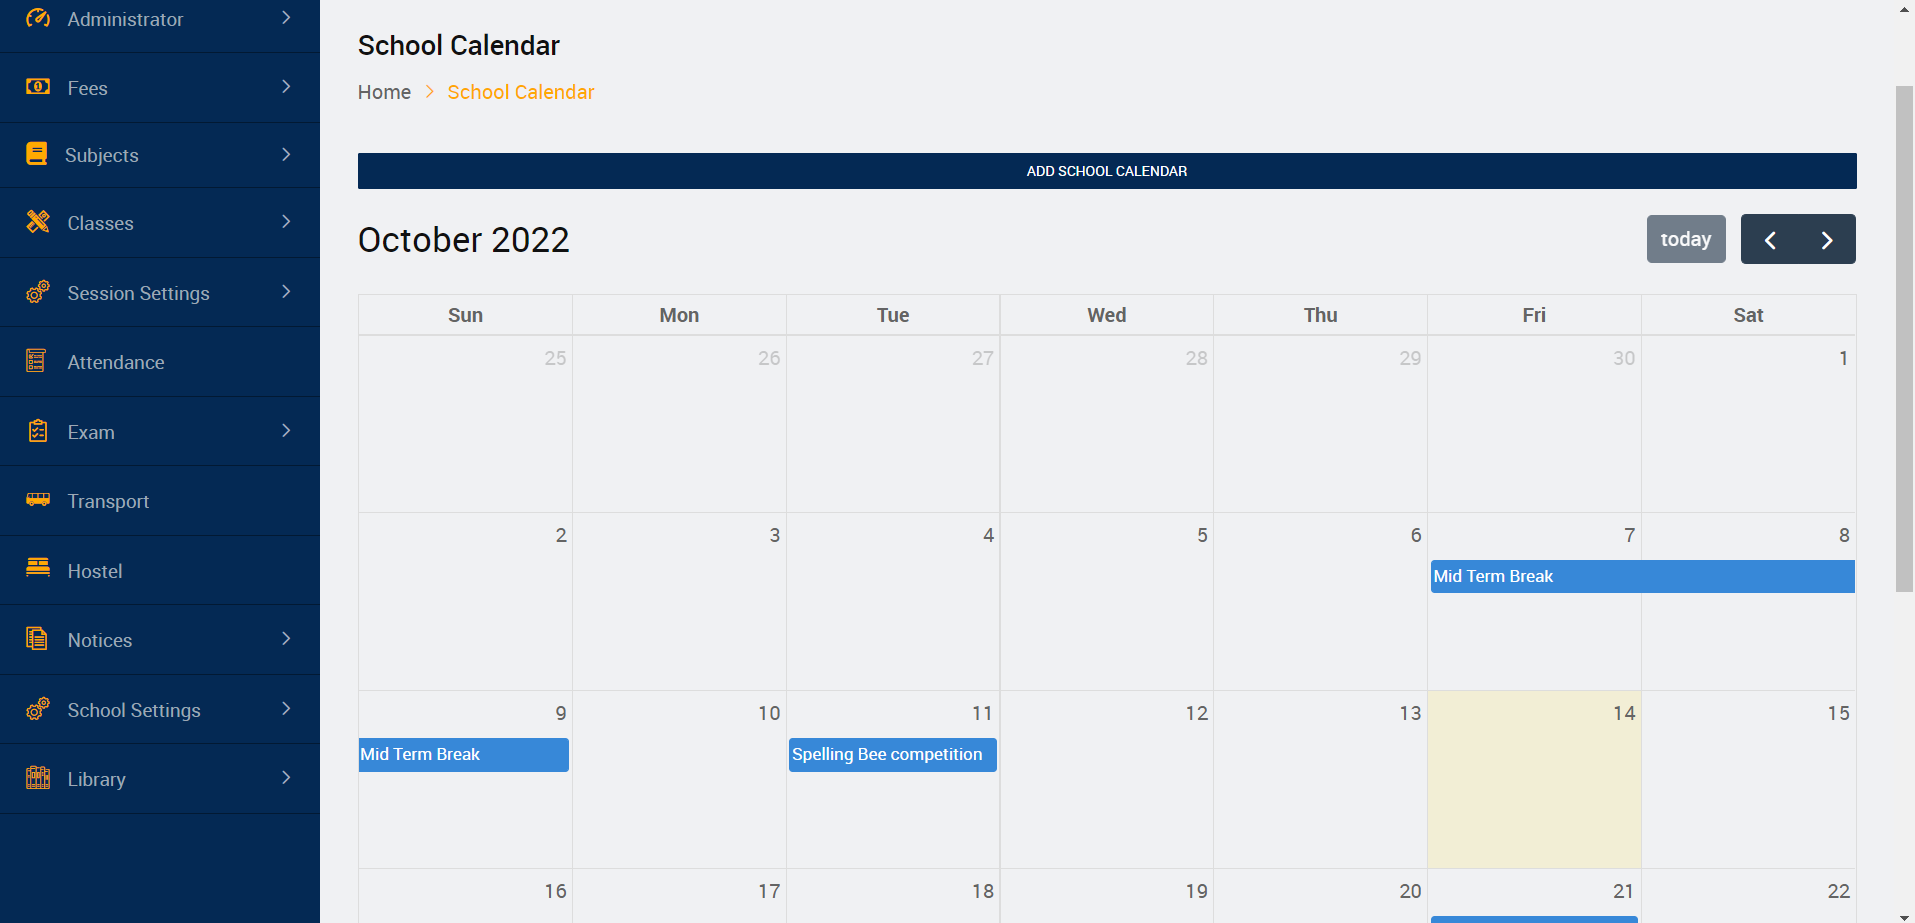 Administrator
Fees
Subjects
Classes
Session Settings
Attendance
Exam
Transport
Hostel
Notices
School Settings
Library
School Calendar
Home School Calendar
ADD SCHOOL CALENDAR
October 2022
today
Sun Mon Tue Wed Thu Fri Sat
25 26 27 28 29 30 1
2 3 4 5 6 7 8
Mid Term Break
9 10 11 12 13 14 15
Mid Term Break Spelling Bee competition
16 17 18 19 20 21 22